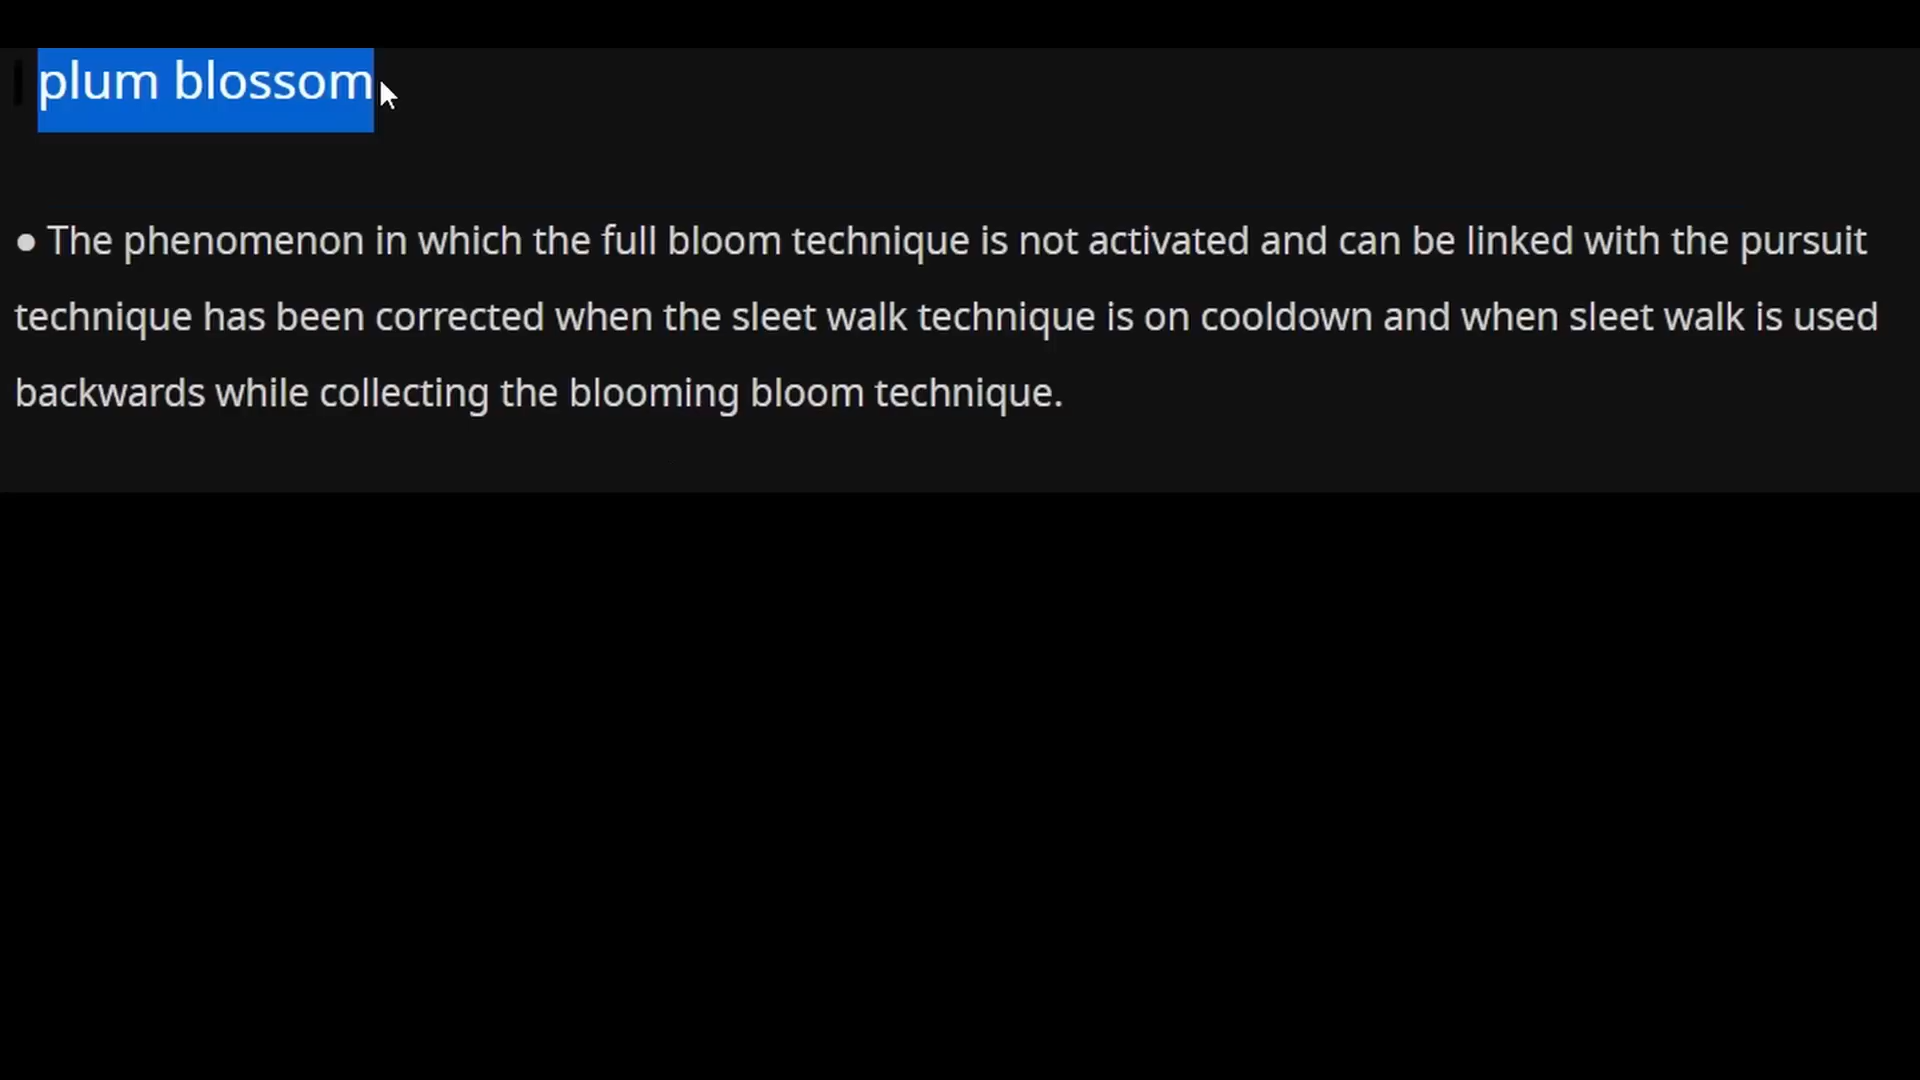 plum blossom
● The phenomenon in which the full bloom technique is not activated and can be linked with the pursuit
technique has been corrected when the sleet walk technique is on cooldown and when sleet walk is used
backwards while collecting the blooming bloom technique.